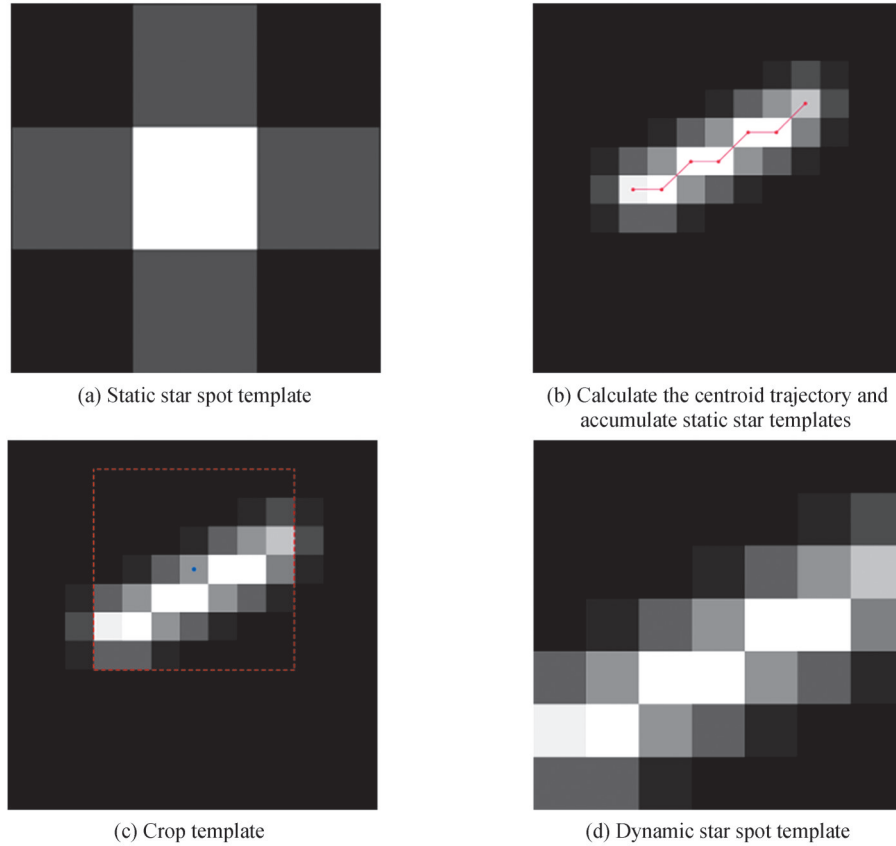 (a) Static star spot template
(b) Calculate the centroid trajectory and
accumulate static star templates
(c) Crop template
(d) Dynamic star spot template